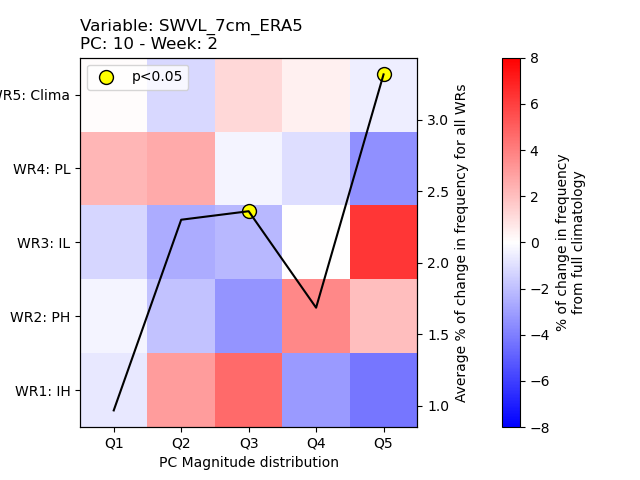 Variable: SWVL_7cm_ERA5
PC: 10 - Week: 2
p<0.05
WR5: Clima
WR4: PL
WR3: IL
WR2: PH
WR1: IH
Q1 Q2 Q3 Q4 Q5
PC Magnitude distribution
3.0
2.5
2.0
1.5
1.0
Average % of change in frequency for all WRs
8
6
4
2
0
−2
−4
−6
−8
% of change in frequency
from full climatology